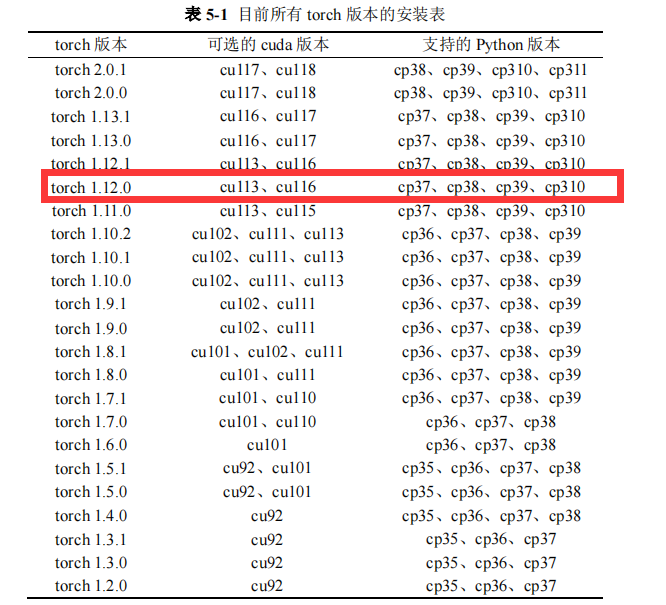 表 5-1 目前所有 torch 版本的安装表
torch 版本 可选的 cuda 版本 支持的 Python 版本
torch 2.0.1 cu117、cu118 cp38、cp39、cp310、cp311
torch 2.0.0 cu117、cu118 cp38、cp39、cp310、cp311
torch 1.13.1 cu116、cu117 cp37、cp38、cp39、cp310
torch 1.13.0 cu116、cu117 cp37、cp38、cp39、cp310
torch 1.12.1 cu113、cu116 cp37、cp38、cp39、cp310
torch 1.12.0 cu113、cu116 cp37、cp38、cp39、cp310
torch 1.11.0 cu113、cu115 cp37、cp38、cp39、cp310
torch 1.10.2 cu102、cu111、cu113 cp36、cp37、cp38、cp39
torch 1.10.1 cu102、cu111、cu113 cp36、cp37、cp38、cp39
torch 1.10.0 cu102、cu111、cu113 cp36、cp37、cp38、cp39
torch 1.9.1 cu102、cu111 cp36、cp37、cp38、cp39
torch 1.9.0 cu102、cu111 cp36、cp37、cp38、cp39
torch 1.8.1 cu101、cu102、cu111 cp36、cp37、cp38、cp39
torch 1.8.0 cu101、cu111 cp36、cp37、cp38、cp39
torch 1.7.1 cu101、cu110 cp36、cp37、cp38、cp39
torch 1.7.0 cu101、cu110 cp36、cp37、cp38
torch 1.6.0 cu101 cp36、cp37、cp38
torch 1.5.1 cu92、cu101 cp35、cp36、cp37、cp38
torch 1.5.0 cu92、cu101 cp35、cp36、cp37、cp38
torch 1.4.0 cu92 cp35、cp36、cp37、cp38
torch 1.3.1 cu92 cp35、cp36、cp37
torch 1.3.0 cu92 cp35、cp36、cp37
torch 1.2.0 cu92 cp35、cp36、cp37